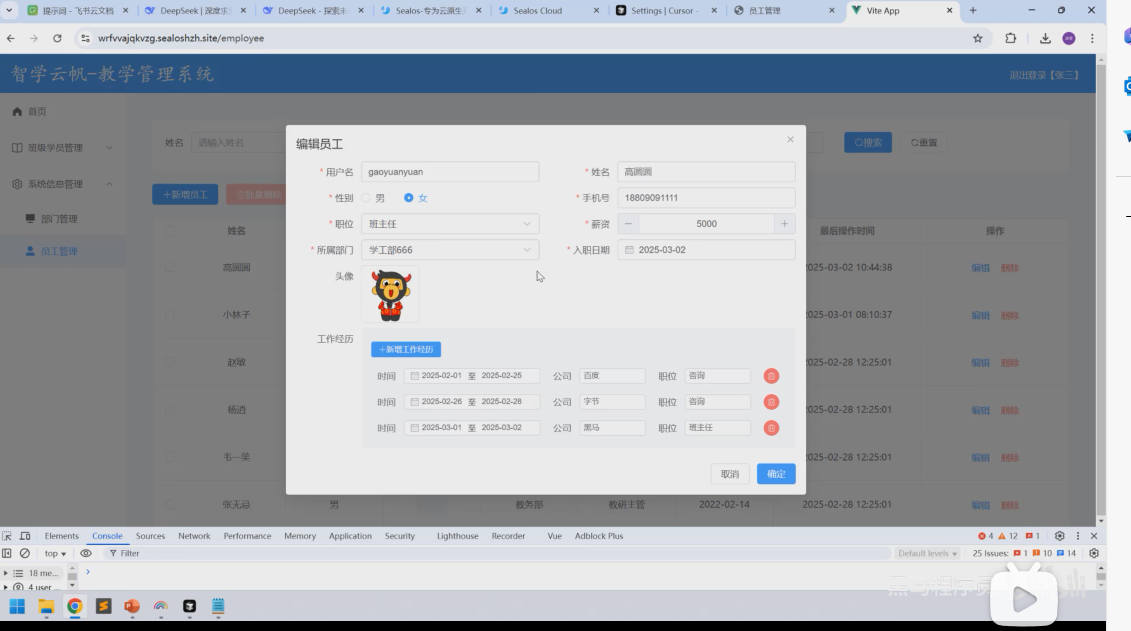 提示词 - 飞书云文档
DeepSeek | 深度求
DeepSeek - 探索未
Sealos-专为云原生
Sealos Cloud
Settings | Cursor -
员工管理
Vite App
wrfvvajqkvzg.sealoshzh.site/employee
智学云帆-教学管理系统
退出登录【张三】
首页
班级学员管理
系统信息管理
部门管理
员工管理
姓名 请输入姓名
搜索 重置
+新增员工 批量删除
姓名 最后操作时间 操作
高圆圆 2025-03-02 10:44:38 编辑 删除
小林子 2025-03-01 08:10:37 编辑 删除
赵敏 2025-02-28 12:25:01 编辑 删除
杨逍 2025-02-28 12:25:01 编辑 删除
韦一笑 2025-02-28 12:25:01 编辑 删除
张无忌 男 教务部 教研主管 2022-02-14 2025-02-28 12:25:01 编辑 删除
编辑员工
* 用户名 gaoyuanyuan * 姓名 高圆圆
* 性别 男 女 * 手机号 18809091111
* 职位 班主任 * 薪资 − 5000 +
* 所属部门 学工部666 * 入职日期 2025-03-02
头像
工作经历
+新增工作经历
时间 2025-02-01 至 2025-02-25 公司 百度 职位 咨询
时间 2025-02-26 至 2025-02-28 公司 字节 职位 咨询
时间 2025-03-01 至 2025-03-02 公司 黑马 职位 班主任
取消 确定
Elements Console Sources Network Performance Memory Application Security Lighthouse Recorder Vue Adblock Plus 4 12 1
top Filter Default levels 25 Issues: 1 10 14
18 me...
4 user...
黑马程序员